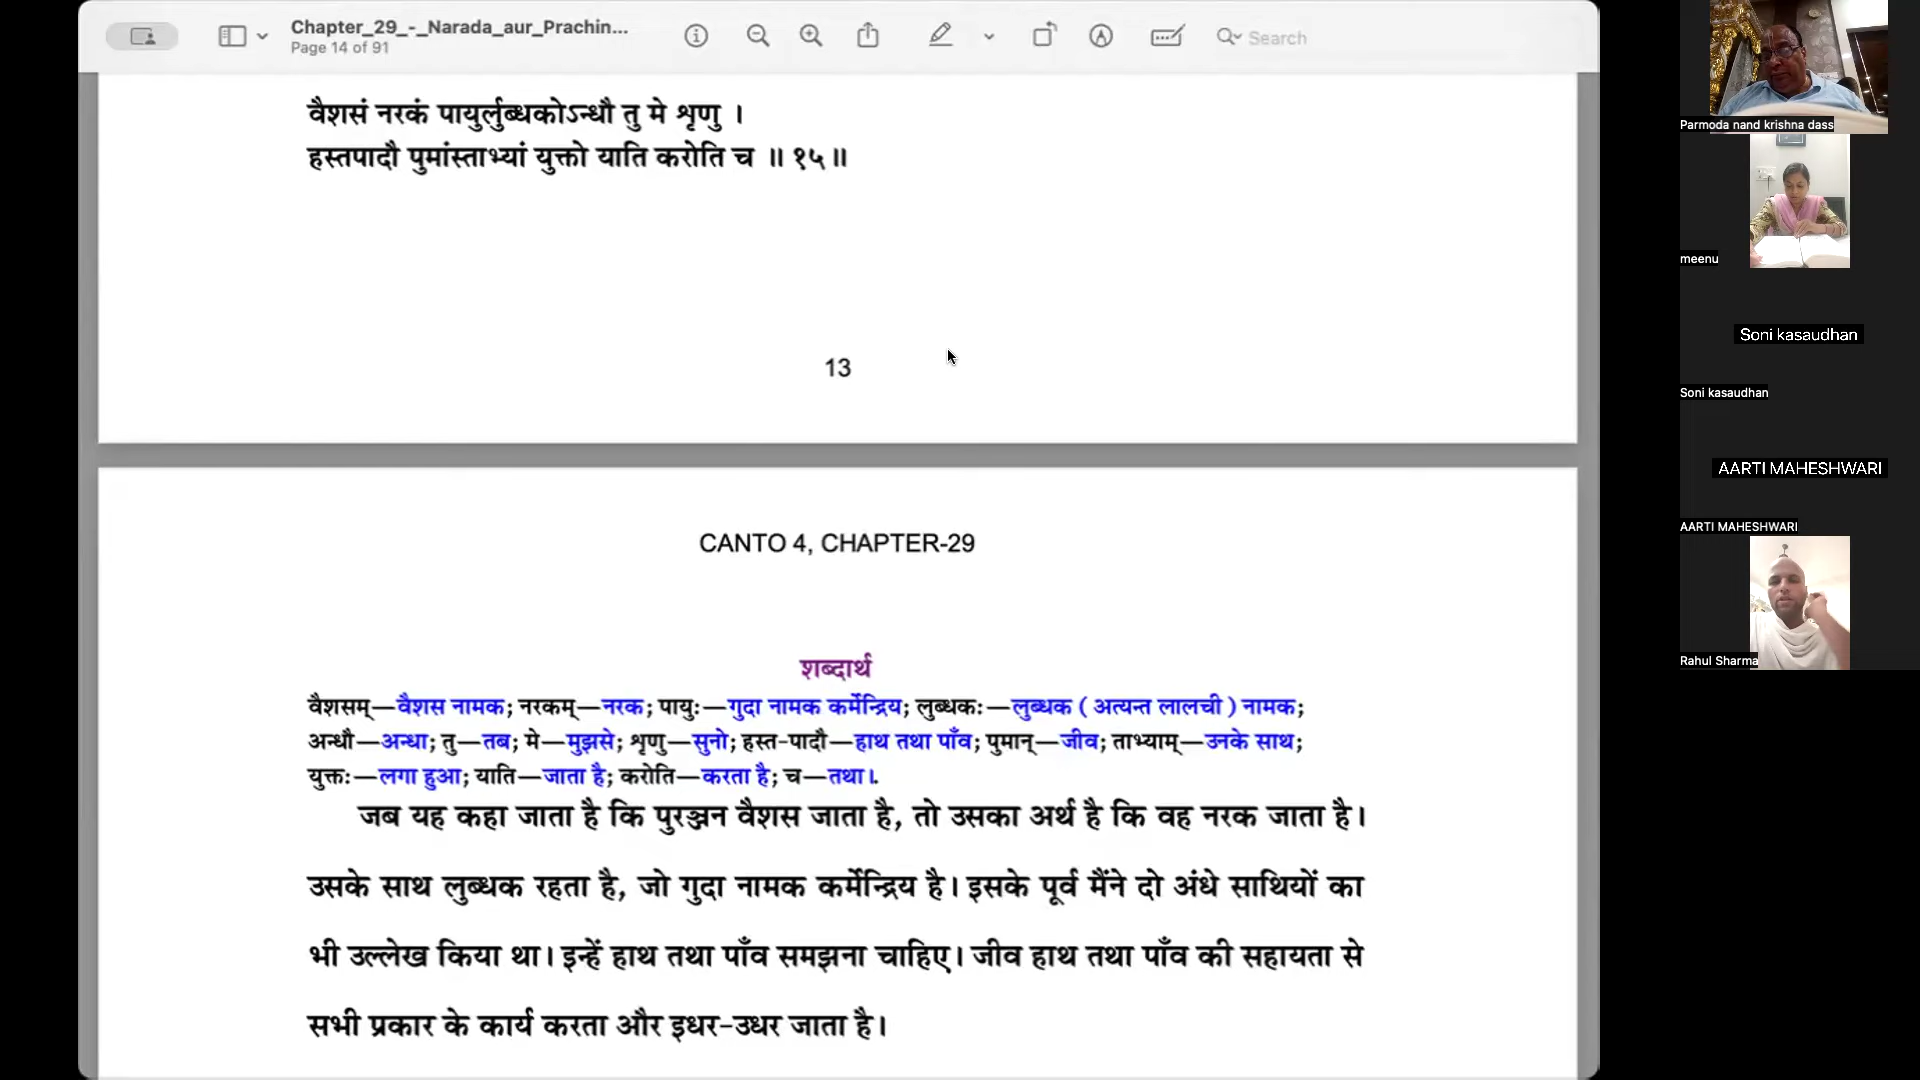 Chapter_29_-_Narada_aur_Prachin...
Page 14 of 91
Search
वैशसं नरकं पायुर्लुब्धकोऽन्धौ तु मे शृणु ।
हस्तपादौ पुमांस्ताभ्यां युक्तो याति करोति च ॥ १५॥
13
CANTO 4, CHAPTER-29
शब्दार्थ
वैशसम्—वैशस नामक; नरकम्—नरक; पायुः—गुदा नामक कर्मेन्द्रिय; लुब्धकः—लुब्धक ( अत्यन्त लालची ) नामक;
अन्धौ—अन्धा; तु—तब; मे—मुझसे; शृणु—सुनो; हस्त-पादौ—हाथ तथा पाँव; पुमान्—जीव; ताभ्याम्—उनके साथ;
युक्तः—लगा हुआ; याति—जाता है; करोति—करता है; च—तथा।.
जब यह कहा जाता है कि पुरञ्जन वैशस जाता है, तो उसका अर्थ है कि वह नरक जाता है।
उसके साथ लुब्धक रहता है, जो गुदा नामक कर्मेन्द्रिय है। इसके पूर्व मैंने दो अंधे साथियों का
भी उल्लेख किया था। इन्हें हाथ तथा पाँव समझना चाहिए। जीव हाथ तथा पाँव की सहायता से
सभी प्रकार के कार्य करता और इधर-उधर जाता है।
Parmoda nand krishna dass
meenu
Soni kasaudhan
Soni kasaudhan
AARTI MAHESHWARI
AARTI MAHESHWARI
Rahul Sharma